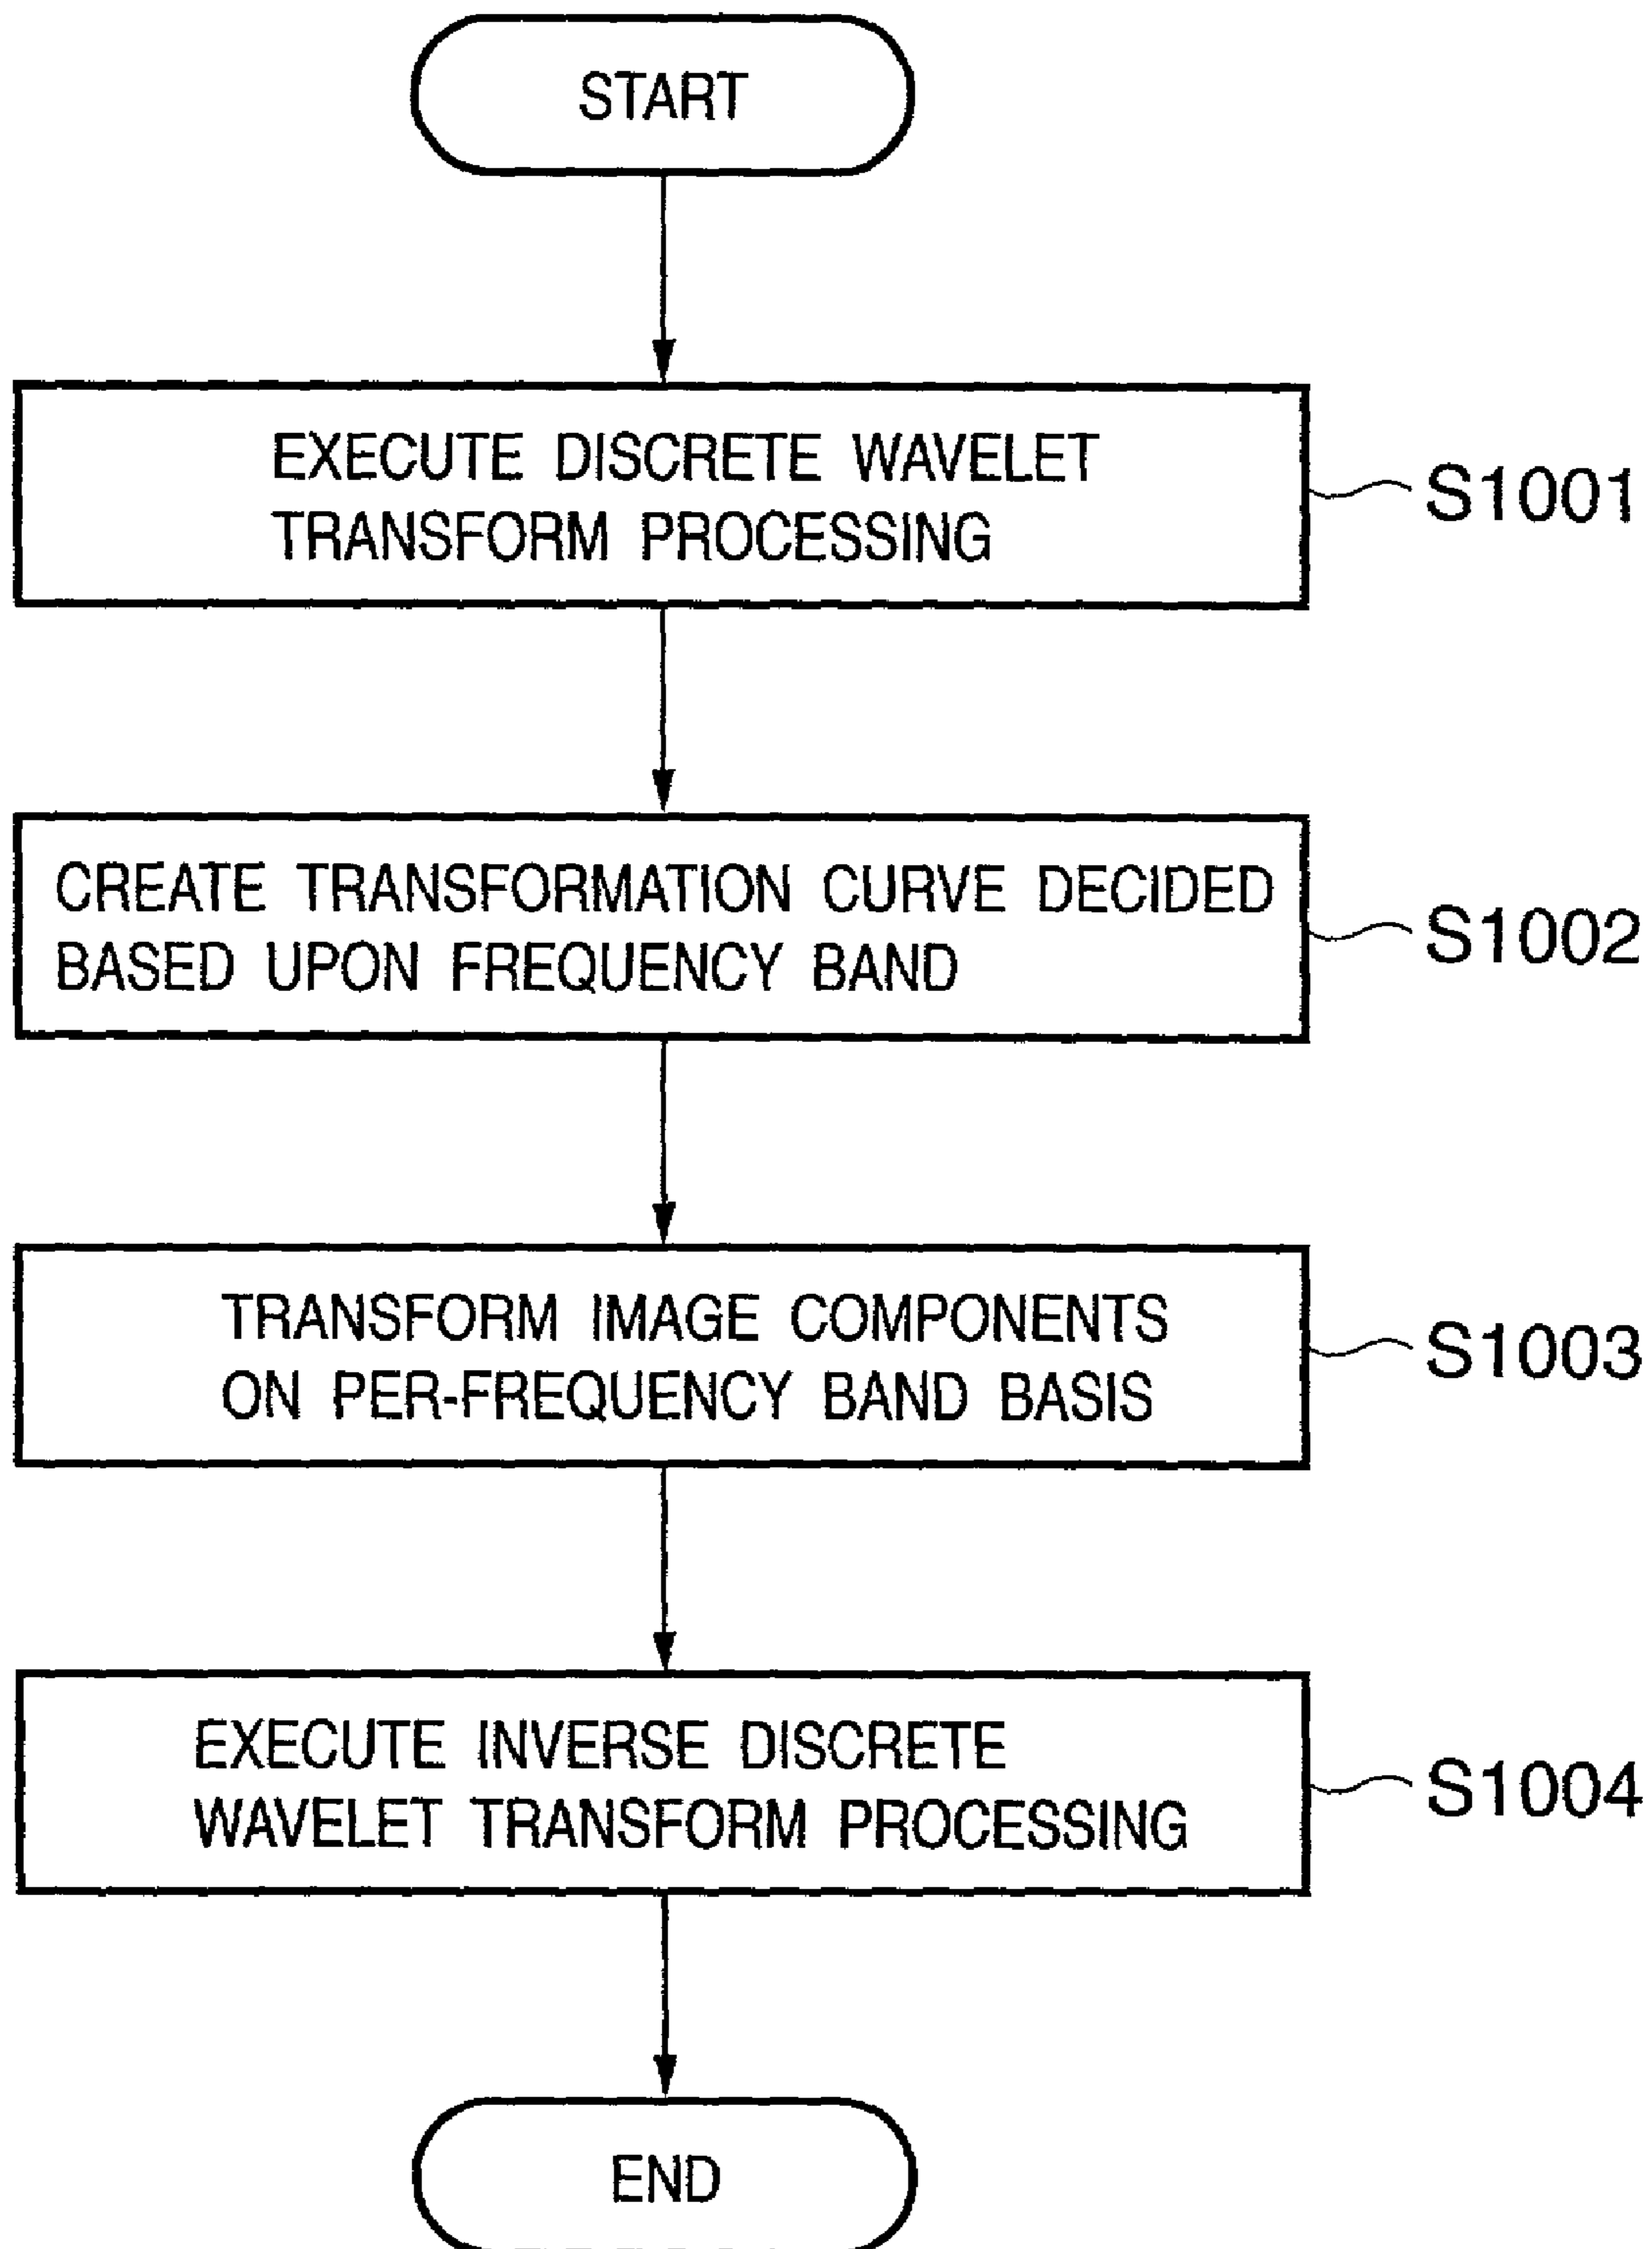 START
EXECUTE DISCRETE WAVELET
TRANSFORM PROCESSING
S1001
CREATE TRANSFORMATION CURVE DECIDED
BASED UPON FREQUENCY BAND
S1002
TRANSFORM IMAGE COMPONENTS
ON PER-FREQUENCY BAND BASIS
S1003
EXECUTE INVERSE DISCRETE
WAVELET TRANSFORM PROCESSING
S1004
END